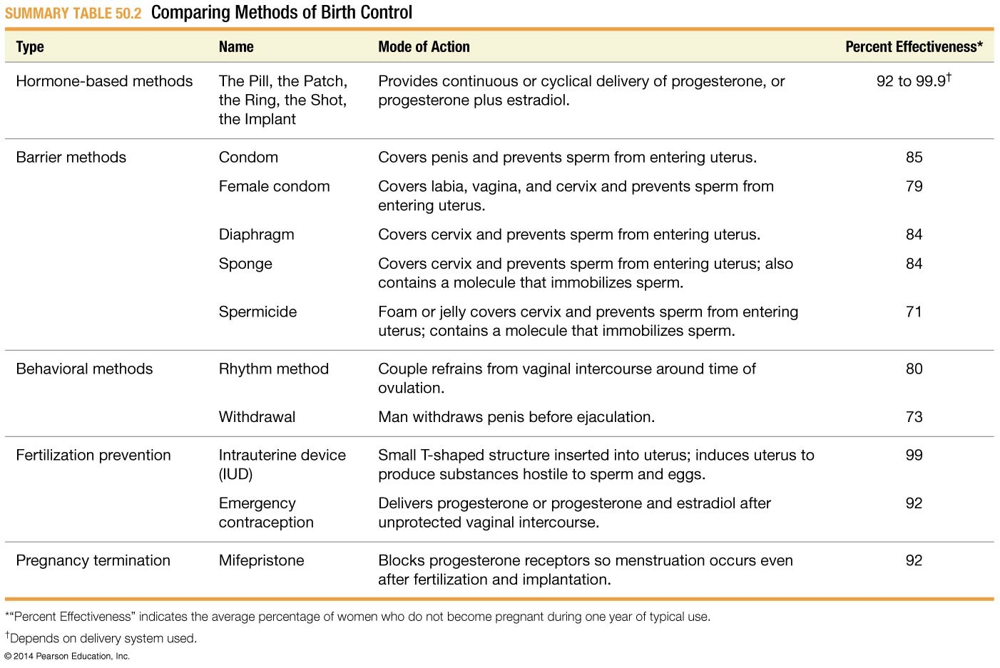 SUMMARY TABLE 50.2 Comparing Methods of Birth Control
Type Name Mode of Action Percent Effectiveness*
Hormone-based methods The Pill, the Patch, Provides continuous or cyclical delivery of progesterone, or 92 to 99.9†
the Ring, the Shot, progesterone plus estradiol.
the Implant
Barrier methods Condom Covers penis and prevents sperm from entering uterus. 85
Female condom Covers labia, vagina, and cervix and prevents sperm from 79
entering uterus.
Diaphragm Covers cervix and prevents sperm from entering uterus. 84
Sponge Covers cervix and prevents sperm from entering uterus; also 84
contains a molecule that immobilizes sperm.
Spermicide Foam or jelly covers cervix and prevents sperm from entering 71
uterus; contains a molecule that immobilizes sperm.
Behavioral methods Rhythm method Couple refrains from vaginal intercourse around time of 80
ovulation.
Withdrawal Man withdraws penis before ejaculation. 73
Fertilization prevention Intrauterine device Small T-shaped structure inserted into uterus; induces uterus to 99
(IUD) produce substances hostile to sperm and eggs.
Emergency Delivers progesterone or progesterone and estradiol after 92
contraception unprotected vaginal intercourse.
Pregnancy termination Mifepristone Blocks progesterone receptors so menstruation occurs even 92
after fertilization and implantation.
*“Percent Effectiveness” indicates the average percentage of women who do not become pregnant during one year of typical use.
†Depends on delivery system used.
© 2014 Pearson Education, Inc.